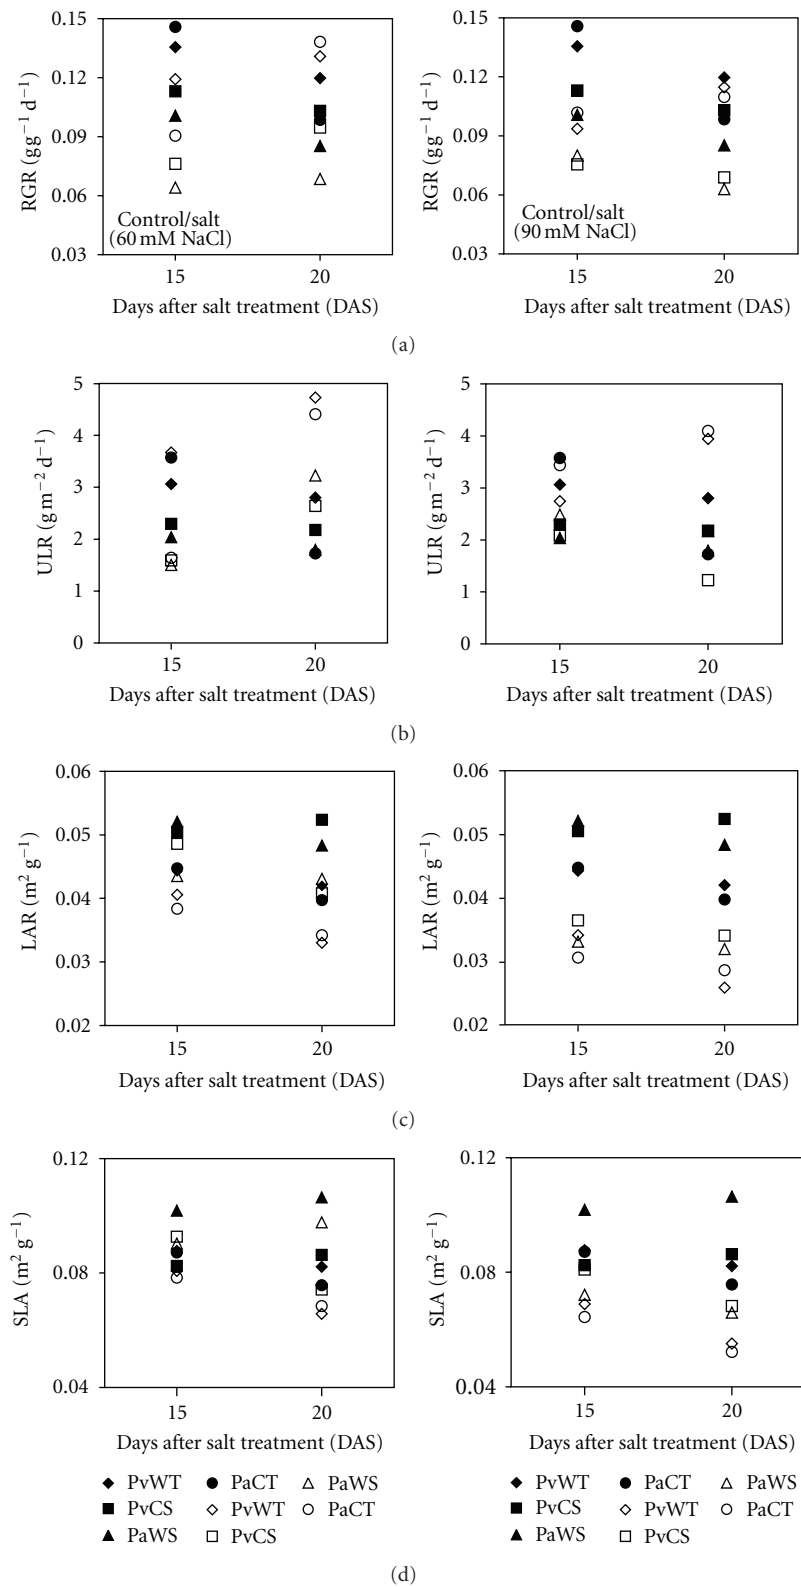 0.15
0.12
0.09
0.06
0.03
RGR (g g−1 d−1)
Control/salt
(60 mM NaCl)
15 20
Days after salt treatment (DAS)
0.15
0.12
0.09
0.06
0.03
RGR (g g−1 d−1)
Control/salt
(90 mM NaCl)
15 20
Days after salt treatment (DAS)
(a)
5
4
3
2
1
0
ULR (g m−2 d−1)
15 20
Days after salt treatment (DAS)
5
4
3
2
1
0
ULR (g m−2 d−1)
15 20
Days after salt treatment (DAS)
(b)
0.06
0.05
0.04
0.03
0.02
LAR (m2 g−1)
15 20
Days after salt treatment (DAS)
0.06
0.05
0.04
0.03
0.02
LAR (m2 g−1)
15 20
Days after salt treatment (DAS)
(c)
0.12
0.08
0.04
SLA (m2 g−1)
15 20
Days after salt treatment (DAS)
0.12
0.08
0.04
SLA (m2 g−1)
15 20
Days after salt treatment (DAS)
PvWT PaCT PaWS
PvCS PvWT PaCT
PaWS PvCS
PvWT PaCT PaWS
PvCS PvWT PaCT
PaWS PvCS
(d)